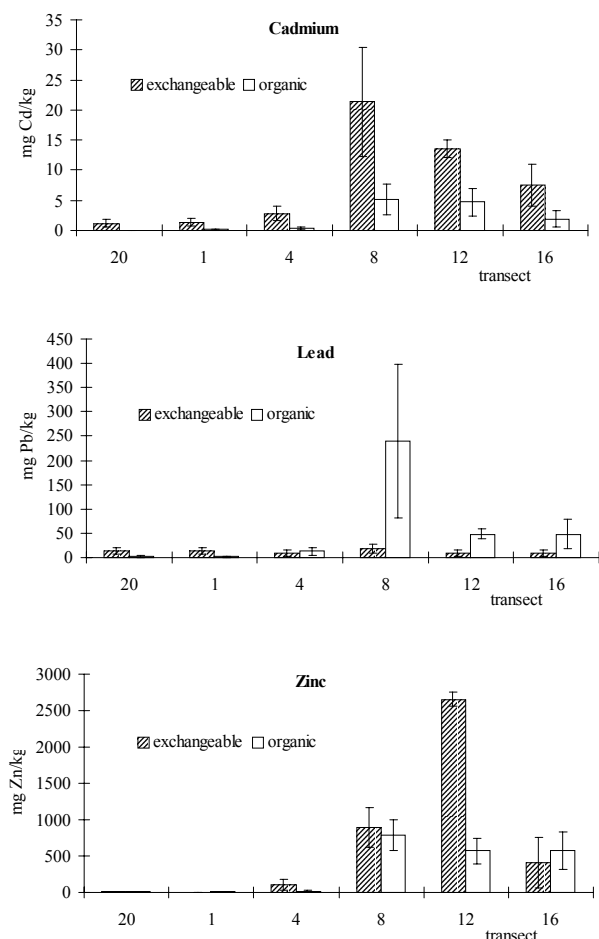 Cadmium
35
30
25
20
15
10
5
0
mg Cd/kg
exchangeable organic
20 1 4 8 12 16
transect
Lead
450
400
350
300
250
200
150
100
50
0
mg Pb/kg
exchangeable organic
20 1 4 8 12 16
transect
Zinc
3000
2500
2000
1500
1000
500
0
mg Zn/kg
exchangeable organic
20 1 4 8 12 16
transect